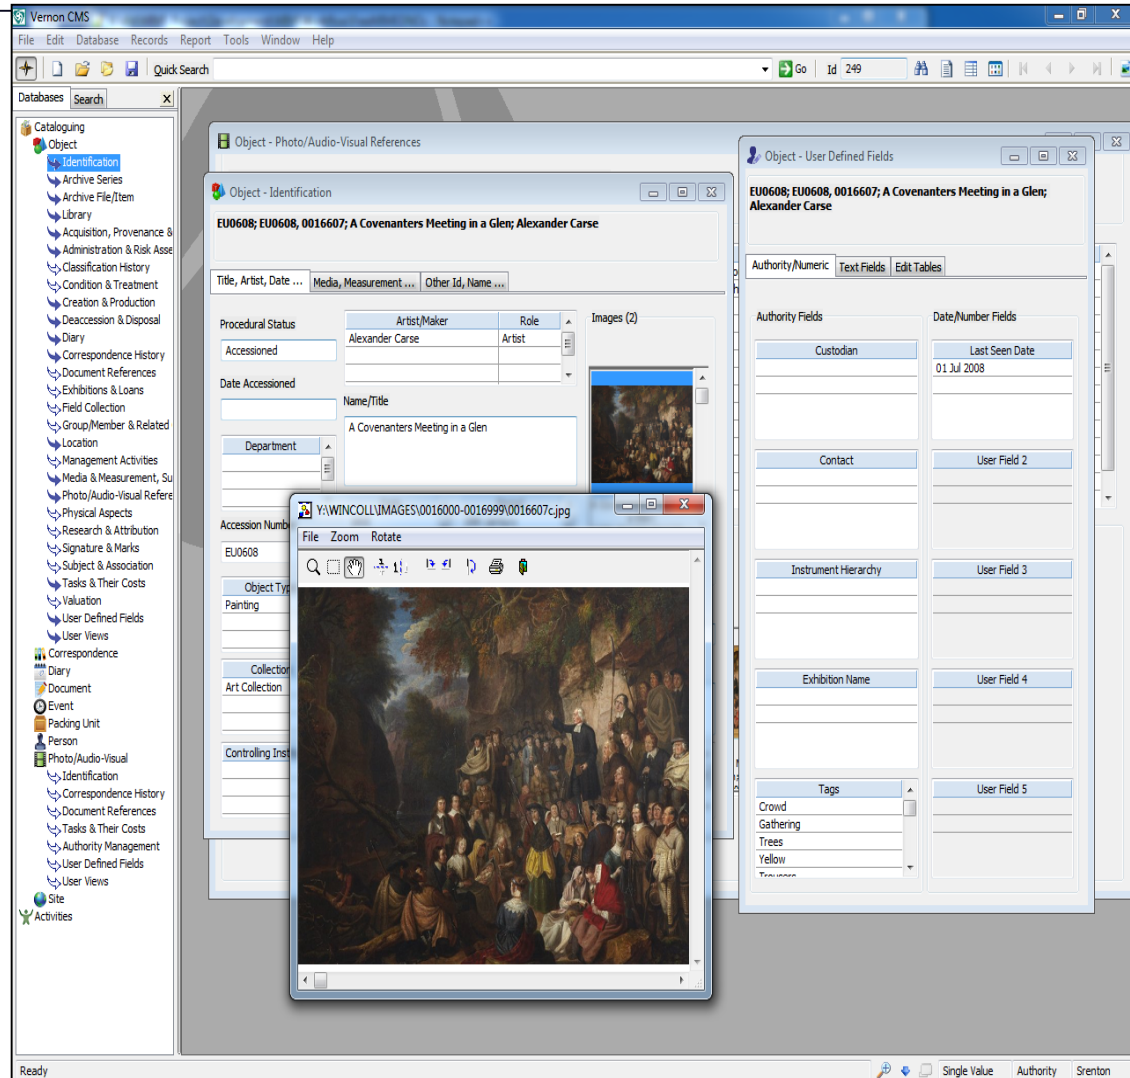 Vernon CMS
File Edit Database Records Report Tools Window Help
Quick Search Go Id 249
Databases Search X
Cataloguing
Object
Identification
Archive Series
Archive File/Item
Library
Acquisition, Provenance &
Administration & Risk Asse
Classification History
Condition & Treatment
Creation & Production
Deaccession & Disposal
Diary
Correspondence History
Document References
Exhibitions & Loans
Field Collection
Group/Member & Related
Location
Management Activities
Media & Measurement, Su
Photo/Audio-Visual Refere
Physical Aspects
Research & Attribution
Signature & Marks
Subject & Association
Tasks & Their Costs
Valuation
User Defined Fields
User Views
Correspondence
Diary
Document
Event
Packing Unit
Person
Photo/Audio-Visual
Identification
Correspondence History
Document References
Tasks & Their Costs
Authority Management
User Defined Fields
User Views
Site
Activities
Object - Photo/Audio-Visual References
Object - Identification
EU0608; EU0608, 0016607; A Covenanters Meeting in a Glen; Alexander Carse
Title, Artist, Date ... Media, Measurement ... Other Id, Name ...
Procedural Status
Accessioned
Date Accessioned
Department
Accession Numbe
EU0608
Object Typ
Painting
Collection
Art Collection
Controlling Inst
Artist/Maker Role
Alexander Carse Artist
Name/Title
A Covenanters Meeting in a Glen
Images (2)
Y:\WINCOLL\IMAGES\0016000-0016999\0016607c.jpg
File Zoom Rotate
Object - User Defined Fields
EU0608; EU0608, 0016607; A Covenanters Meeting in a Glen;
Alexander Carse
Authority/Numeric Text Fields Edit Tables
Authority Fields Date/Number Fields
Custodian Last Seen Date
01 Jul 2008
Contact User Field 2
Instrument Hierarchy User Field 3
Exhibition Name User Field 4
Tags User Field 5
Crowd
Gathering
Trees
Yellow
Trousers
Ready Single Value Authority Srenton